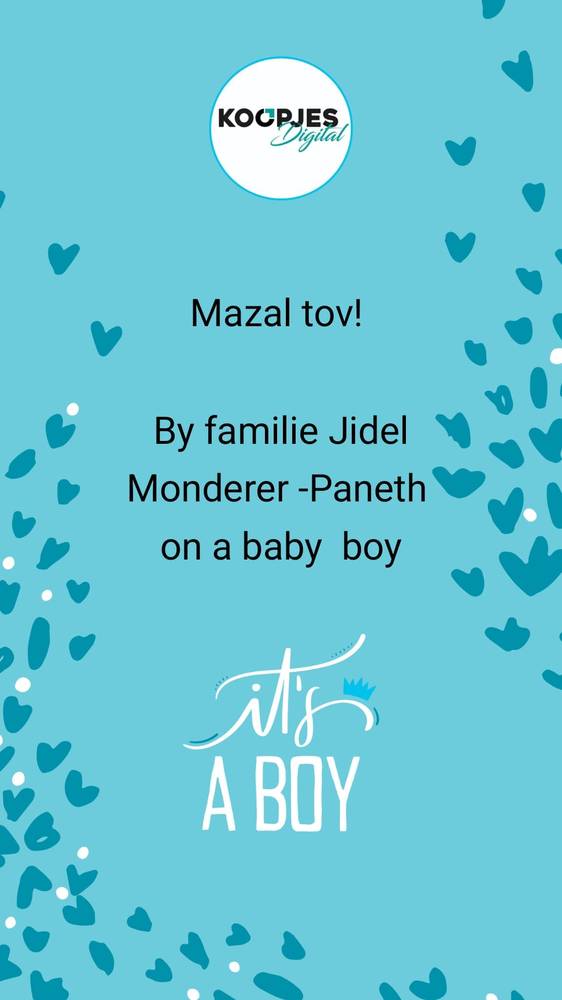 KOOPJES
Digital
Mazal tov!
By familie Jidel
Monderer -Paneth
on a baby  boy
it's
A BOY